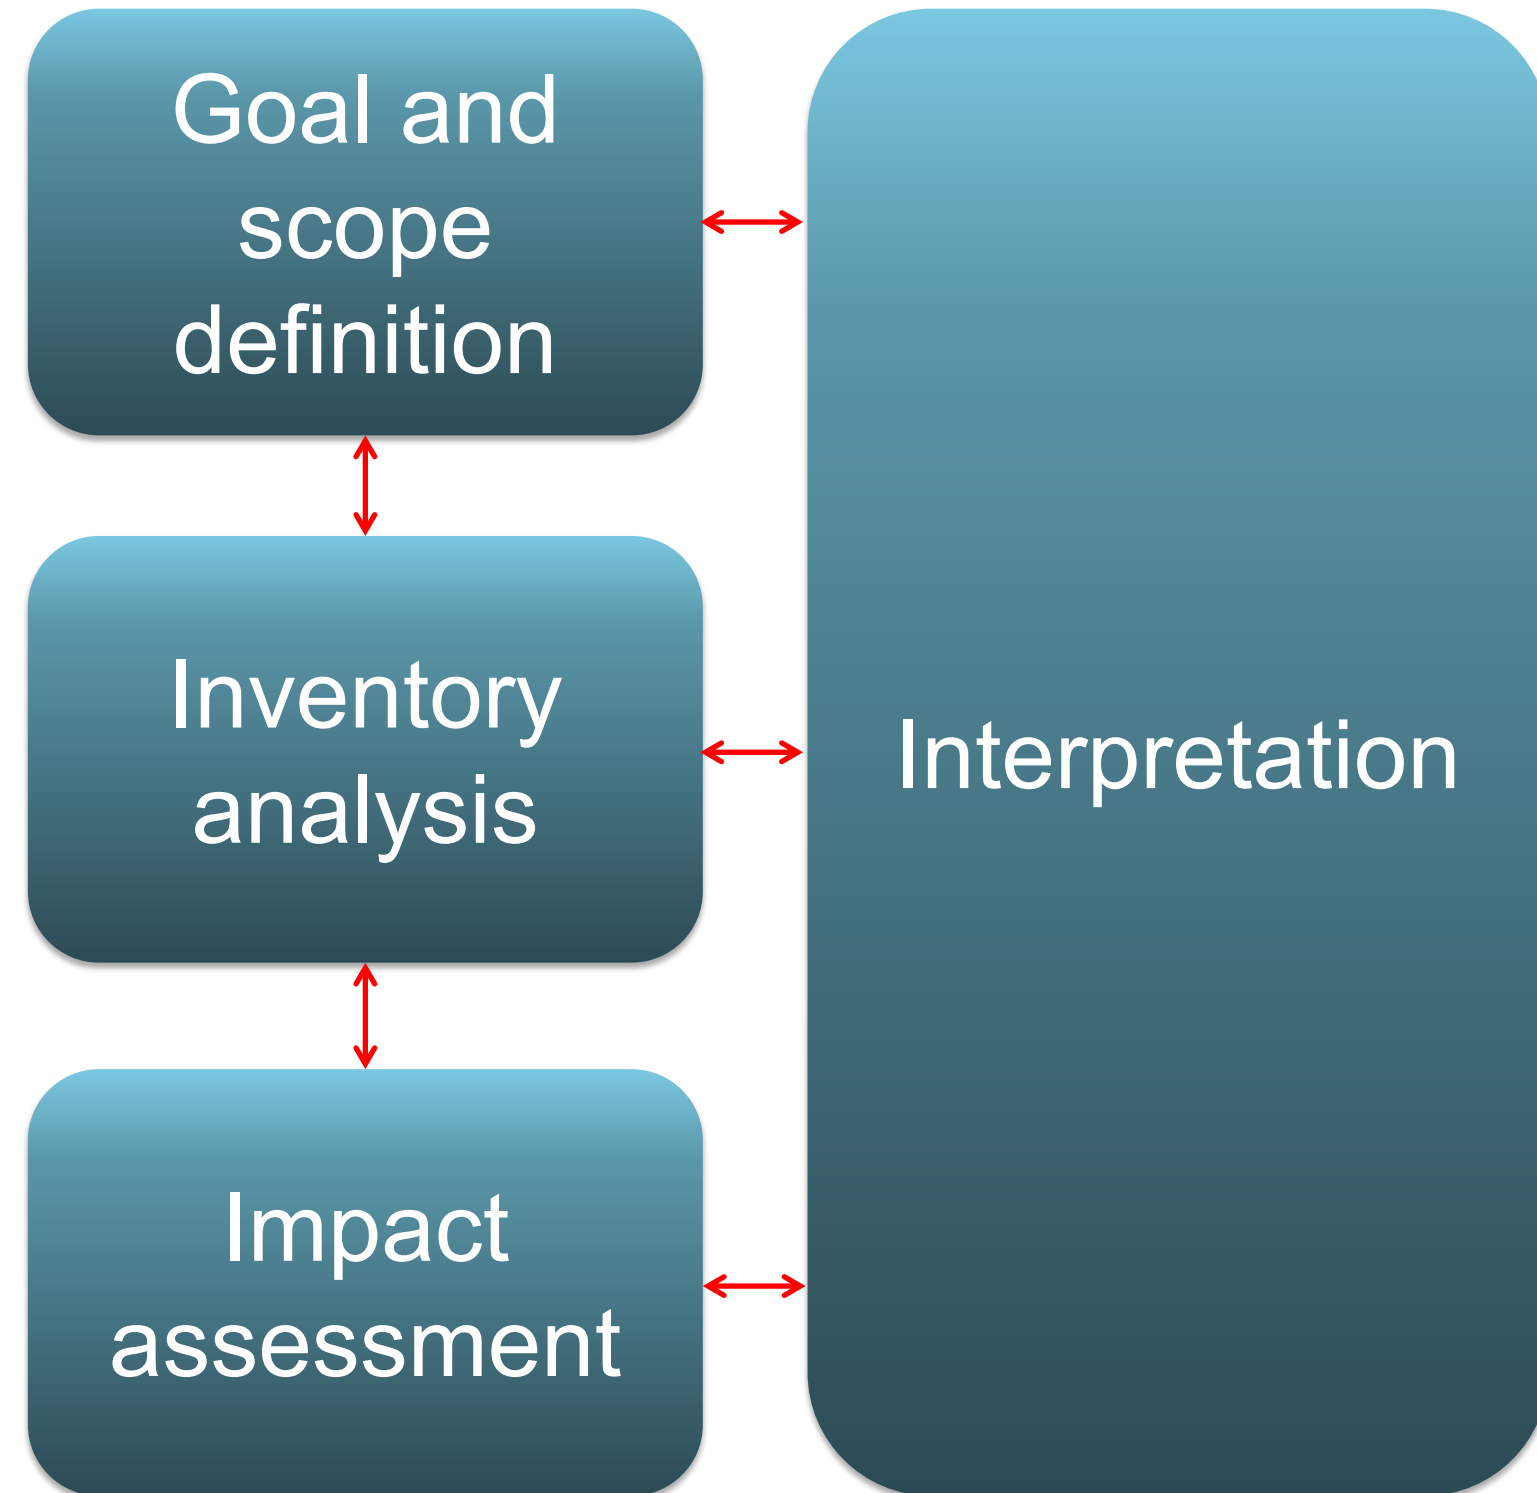 Goal and
scope
definition
Inventory
analysis
Impact
assessment
Interpretation